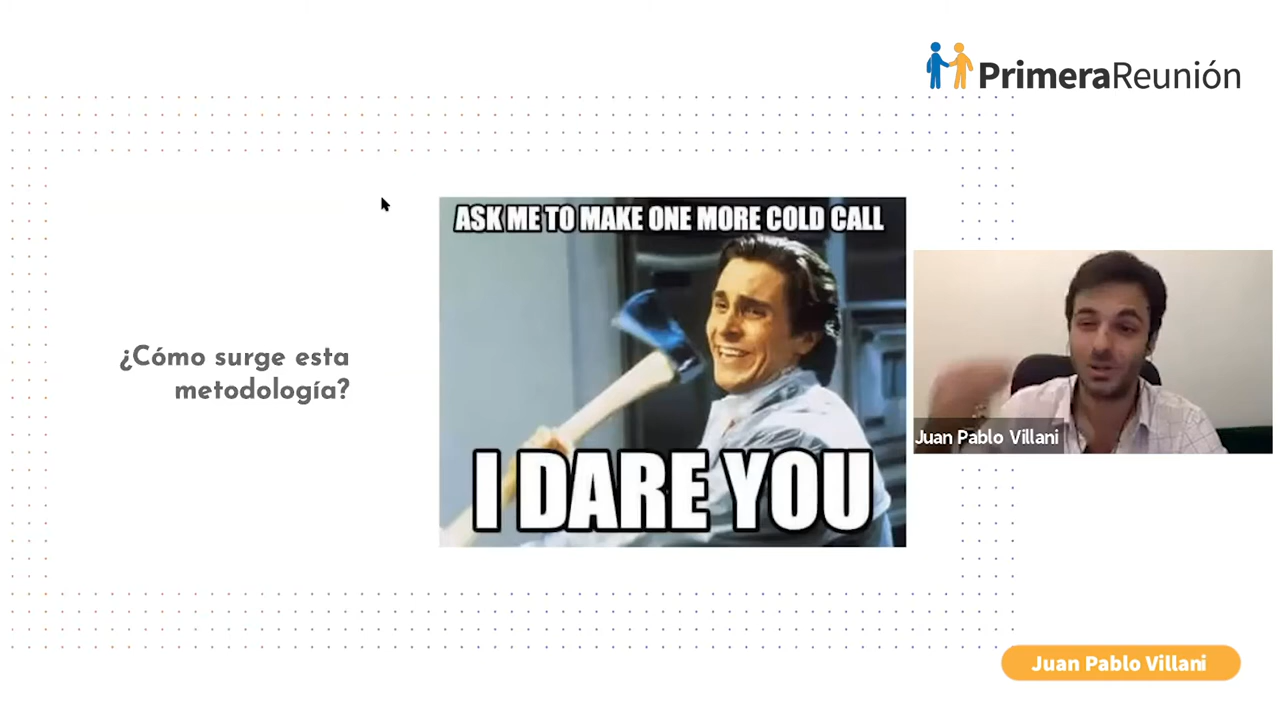 PrimeraReunión
ASK ME TO MAKE ONE MORE COLD CALL
¿Cómo surge esta
metodología?
I DARE YOU
Juan Pablo Villani
Juan Pablo Villani